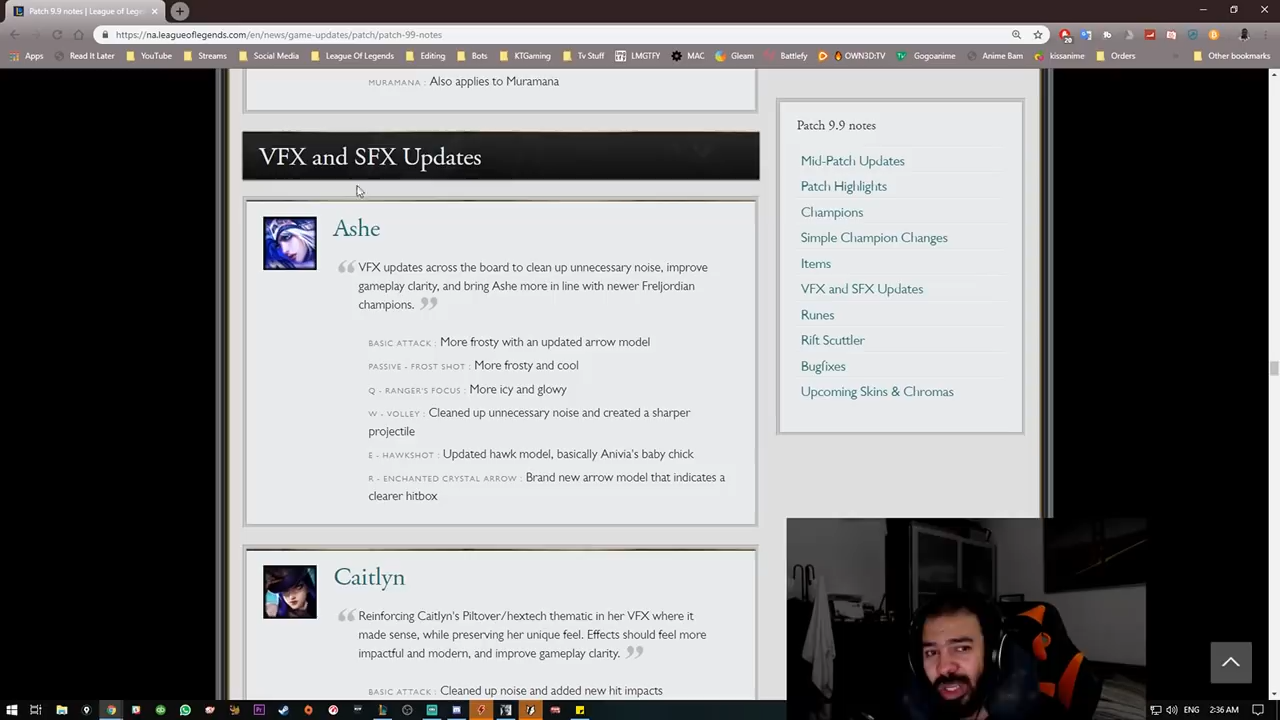 Patch 9.9 notes | League of Lege
https://na.leagueoflegends.com/en/news/game-updates/patch/patch-99-notes
20
Apps Read It Later YouTube Streams Social Media League Of Legends Editing Bots KTGaming Tv Stuff LMGTFY MAC Gleam Battlefy OWN3D:TV Gogoanime Anime Bam kissanime Orders Other bookmarks
MURAMANA : Also applies to Muramana
VFX and SFX Updates
Ashe
VFX updates across the board to clean up unnecessary noise, improve
gameplay clarity, and bring Ashe more in line with newer Freljordian
champions.
BASIC ATTACK : More frosty with an updated arrow model
PASSIVE - FROST SHOT : More frosty and cool
Q - RANGER'S FOCUS : More icy and glowy
W - VOLLEY : Cleaned up unnecessary noise and created a sharper
projectile
E - HAWKSHOT : Updated hawk model, basically Anivia's baby chick
R - ENCHANTED CRYSTAL ARROW : Brand new arrow model that indicates a
clearer hitbox
Caitlyn
Reinforcing Caitlyn's Piltover/hextech thematic in her VFX where it
made sense, while preserving her unique feel. Effects should feel more
impactful and modern, and improve gameplay clarity.
BASIC ATTACK : Cleaned up noise and added new hit impacts
Patch 9.9 notes
Mid-Patch Updates
Patch Highlights
Champions
Simple Champion Changes
Items
VFX and SFX Updates
Runes
Rift Scuttler
Bugfixes
Upcoming Skins & Chromas
2:36 AM